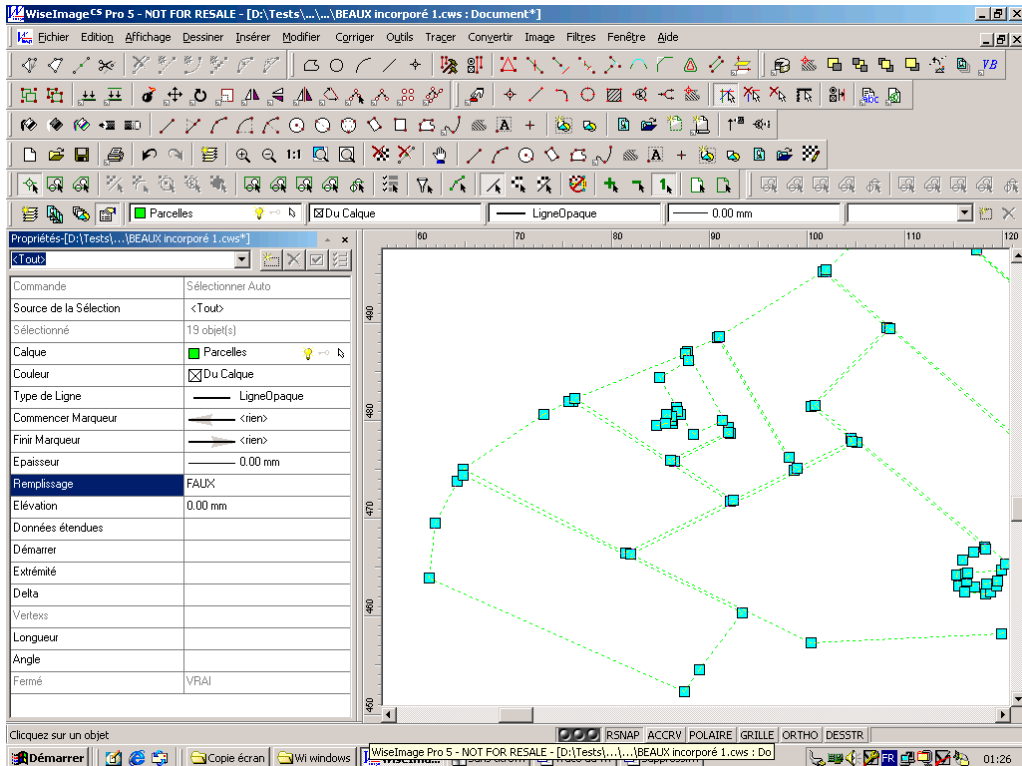 WiseImage CS Pro 5 - NOT FOR RESALE - [D:\Tests\...\...\BEAUX incorporé 1.cws : Document*]
Fichier Edition Affichage Dessiner Insérer Modifier Corriger Outils Tracer Convertir Image Filtres Fenêtre Aide
VB
Abc
A
1:1
A
1
Parcelles Du Calque LigneOpaque 0.00 mm
Propriétés-[D:\Tests\...\BEAUX incorporé 1.cws*]
<Tout>
Commande Sélectionner Auto
Source de la Sélection <Tout>
Sélectionné 19 objet(s)
Calque Parcelles
Couleur Du Calque
Type de Ligne LigneOpaque
Commencer Marqueur <rien>
Finir Marqueur <rien>
Epaisseur 0.00 mm
Remplissage FAUX
Elévation 0.00 mm
Données étendues
Démarrer
Extrémité
Delta
Vertexs
Longueur
Angle
Fermé VRAI
60 70 80 90 100 110 120
490
480
470
460
450
Cliquez sur un objet
RSNAP ACCRV POLAIRE GRILLE ORTHO DESSTR
Démarrer Copie écran Wi windows
WiseImage Pro 5 - NOT FOR RESALE - [D:\Tests\...\...\BEAUX incorporé 1.cws : Do
FR 01:26